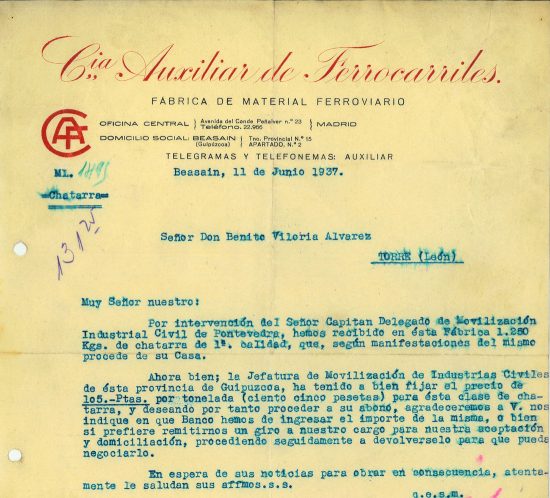 Cia Auxiliar de Ferrocarriles.
FÁBRICA DE MATERIAL FERROVIARIO
CAF
OFICINA CENTRAL Avenida del Conde Peñalver n.º 23 Teléfono. 22.966 MADRID
DOMICILIO SOCIAL: BEASAIN (Guipúzcoa) Tno. Provincial N.º 15 APARTADO. N.º 2
TELEGRAMAS Y TELEFONEMAS: AUXILIAR
ML. 1495
Beasain, 11 de Junio 1937.
Chatarra
13125
Señor Don Benito Viloria Alvarez
TORRE (León)
Muy Señor nuestro:
Por intervención del Señor Capitan Delegado de Movilización
Industrial Civil de Pontevedra, hemos recibido en ésta Fábrica 1.250
Kgs. de chatarra de 1ª. calidad, que, según manifestaciones del mismo
procede de su Casa.
Ahora bien; la Jefatura de Movilización de Industrias Civiles
de ésta provincia de Guipuzcoa, ha tenido a bien fijar el precio de
1o5.-Ptas. por tonelada (ciento cinco pesetas) para ésta clase de cha-
tarra, y deseando por tanto proceder a su abono, agradeceremos a V. nos
indique en que Banco hemos de ingresar el importe de la misma, o bien
si prefiere remitirnos un giro a nuestro cargo para nuestra aceptación
y domiciliación, procediendo seguidamente a devolverselo para que pueda
negociarlo.
En espera de sus noticias para obrar en consecuencia, atenta-
mente le saludan sus affmos.s.s.
q.e.s.m.